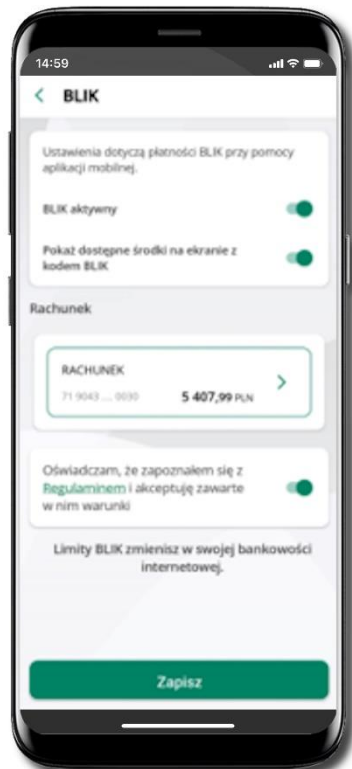 14:59
BLIK
Ustawienia dotyczą płatności BLIK przy pomocy
aplikacji mobilnej.
BLIK aktywny
Pokaż dostępne środki na ekranie z
kodem BLIK
Rachunek
RACHUNEK
71 9043 .... 0030 5 407,99 PLN
Oświadczam, że zapoznałem się z
Regulaminem i akceptuję zawarte
w nim warunki
Limity BLIK zmienisz w swojej bankowości
internetowej.
Zapisz